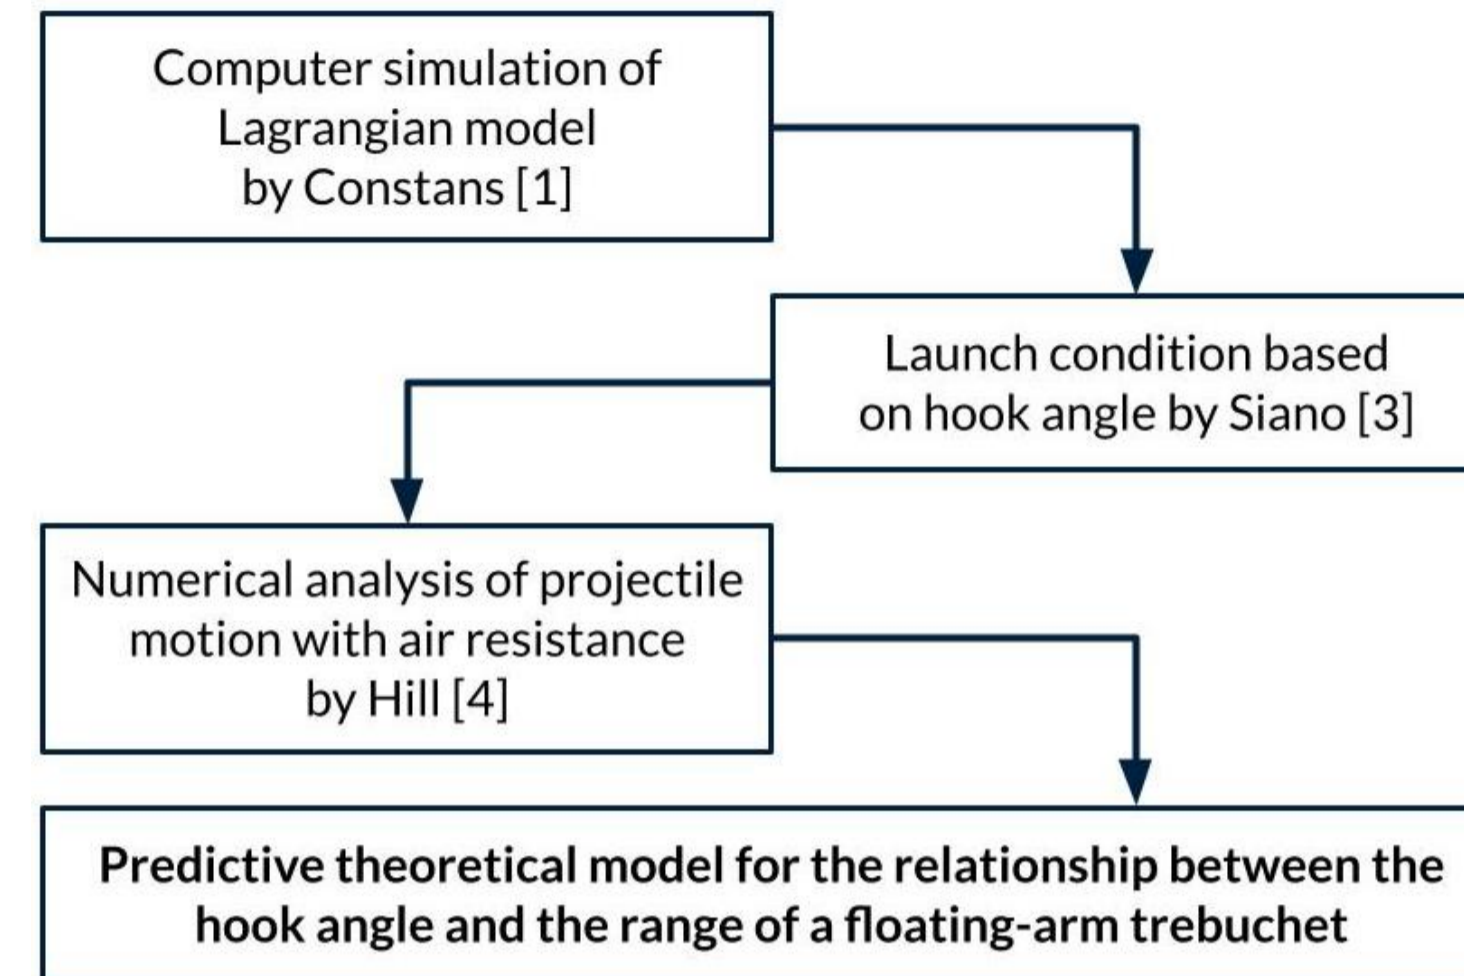 Computer simulation of
Lagrangian model
by Constans [1]
Launch condition based
on hook angle by Siano [3]
Numerical analysis of projectile
motion with air resistance
by Hill [4]
Predictive theoretical model for the relationship between the
hook angle and the range of a floating-arm trebuchet